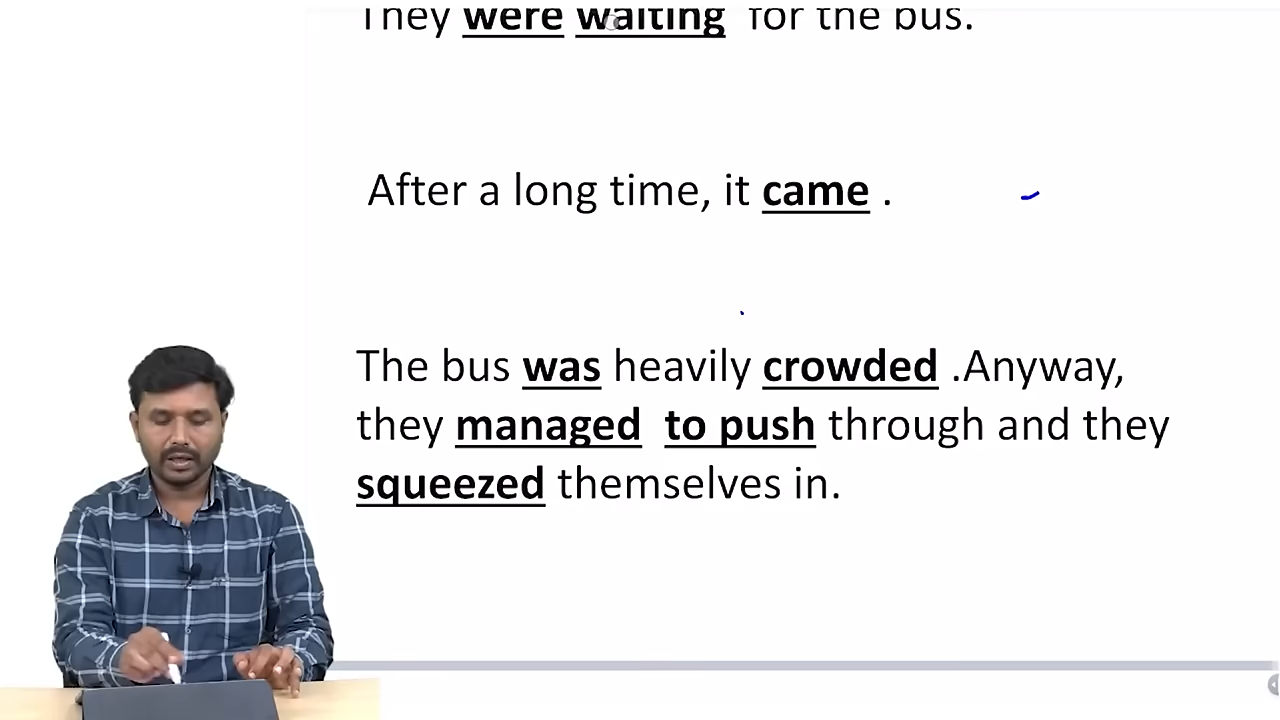 They were waiting for the bus.
After a long time, it came .
The bus was heavily crowded .Anyway,
they managed to push through and they
squeezed themselves in.